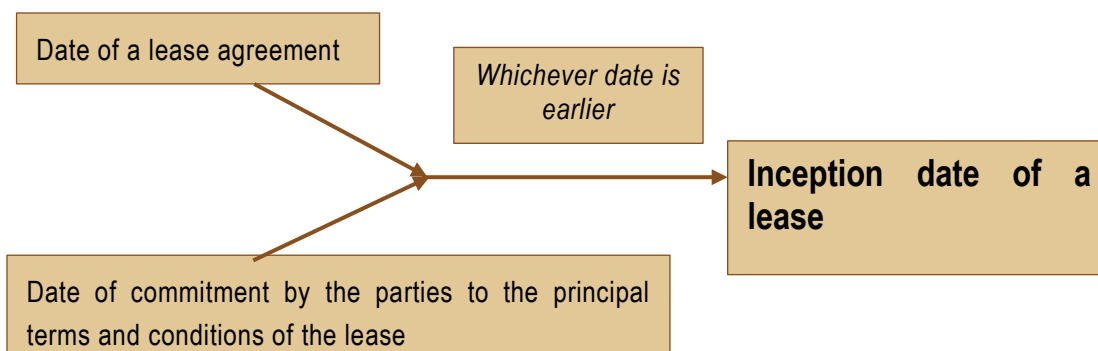 Date of a lease agreement
Whichever date is
earlier
Inception date of a
lease
Date of commitment by the parties to the principal
terms and conditions of the lease